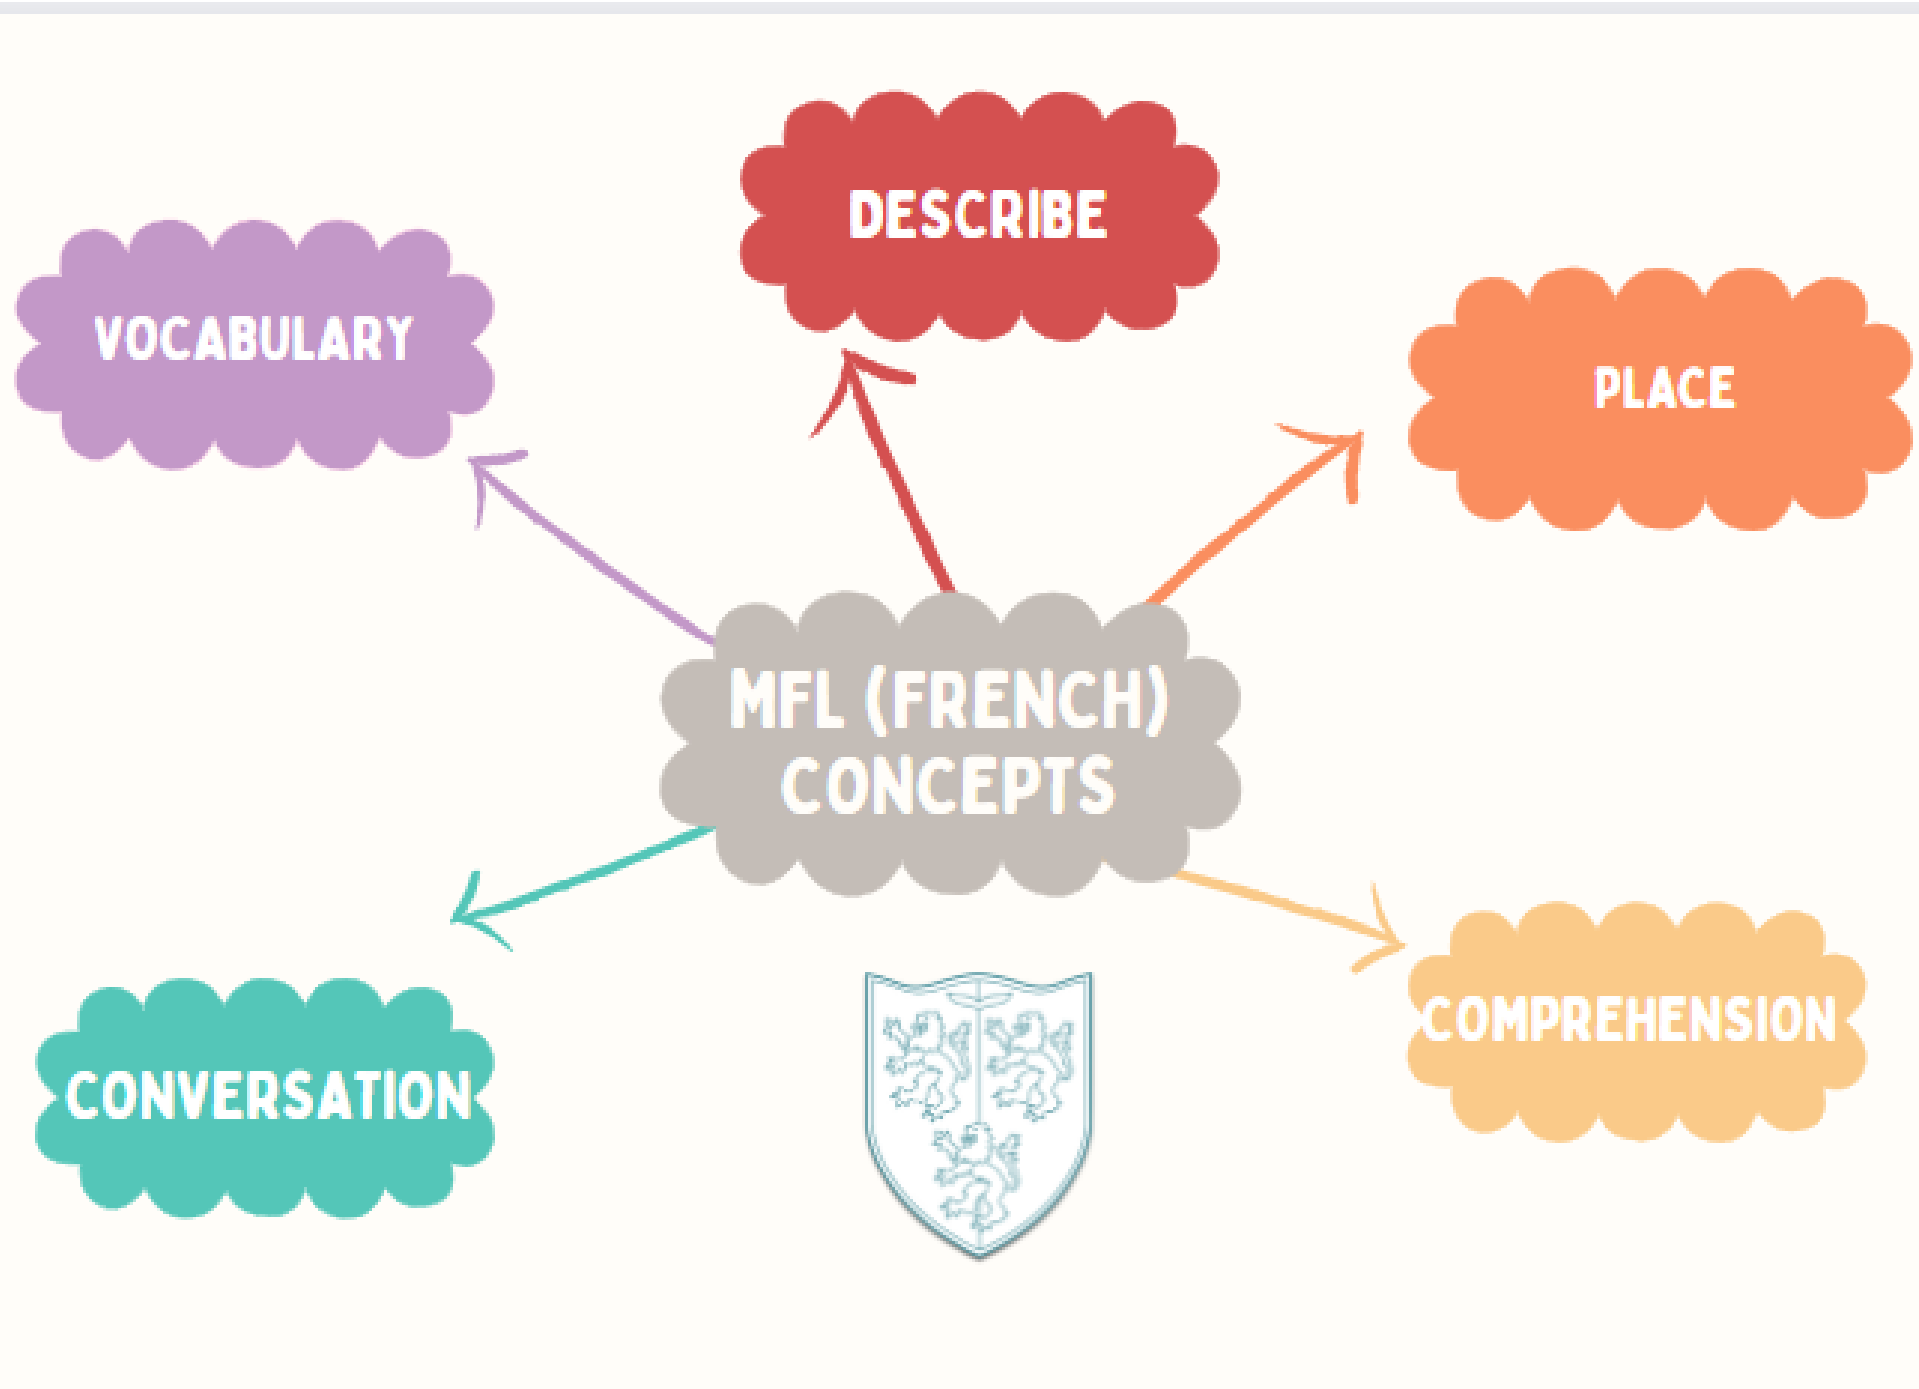 DESCRIBE
VOCABULARY
PLACE
MFL (FRENCH)
CONCEPTS
COMPREHENSION
CONVERSATION